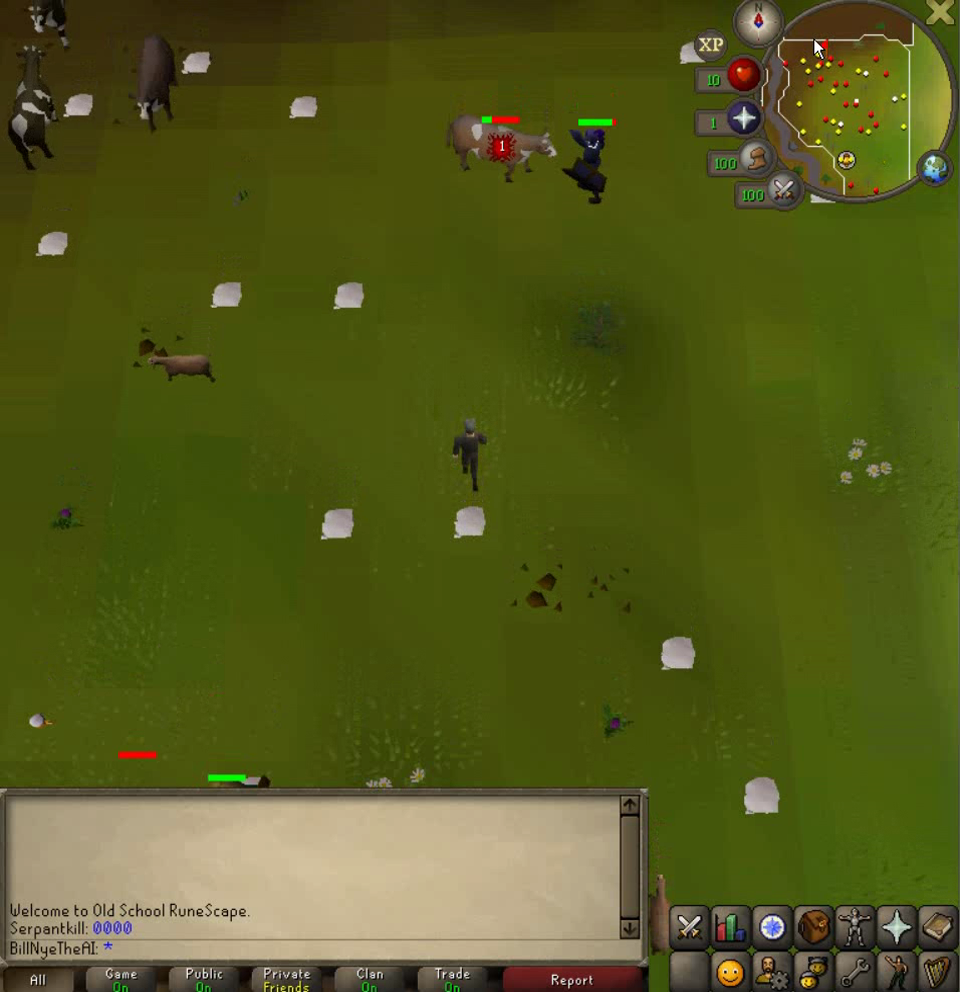 N
XP
10
1
1
100
100
Welcome to Old School RuneScape.
Serpantkill: 0000
BillNyeTheAI: *
All
Game
On
Public
On
Private
Friends
Clan
On
Trade
On
Report